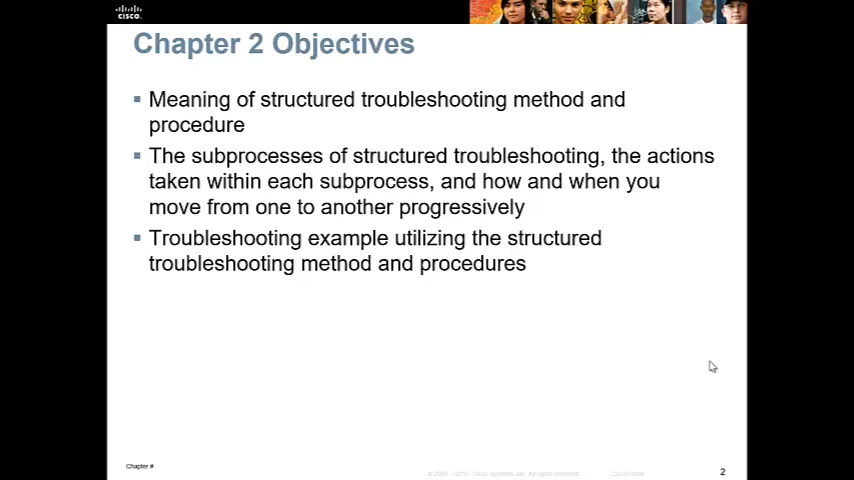 CISCO
Chapter 2 Objectives
Meaning of structured troubleshooting method and
procedure
The subprocesses of structured troubleshooting, the actions
taken within each subprocess, and how and when you
move from one to another progressively
Troubleshooting example utilizing the structured
troubleshooting method and procedures
Chapter #
2